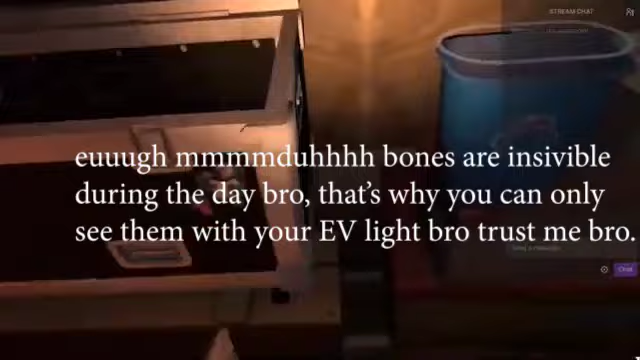 STREAM CHAT
euuugh mmmmduhhhh bones are insivible
during the day bro, that's why you can only
see them with your EV light bro trust me bro.
Chat